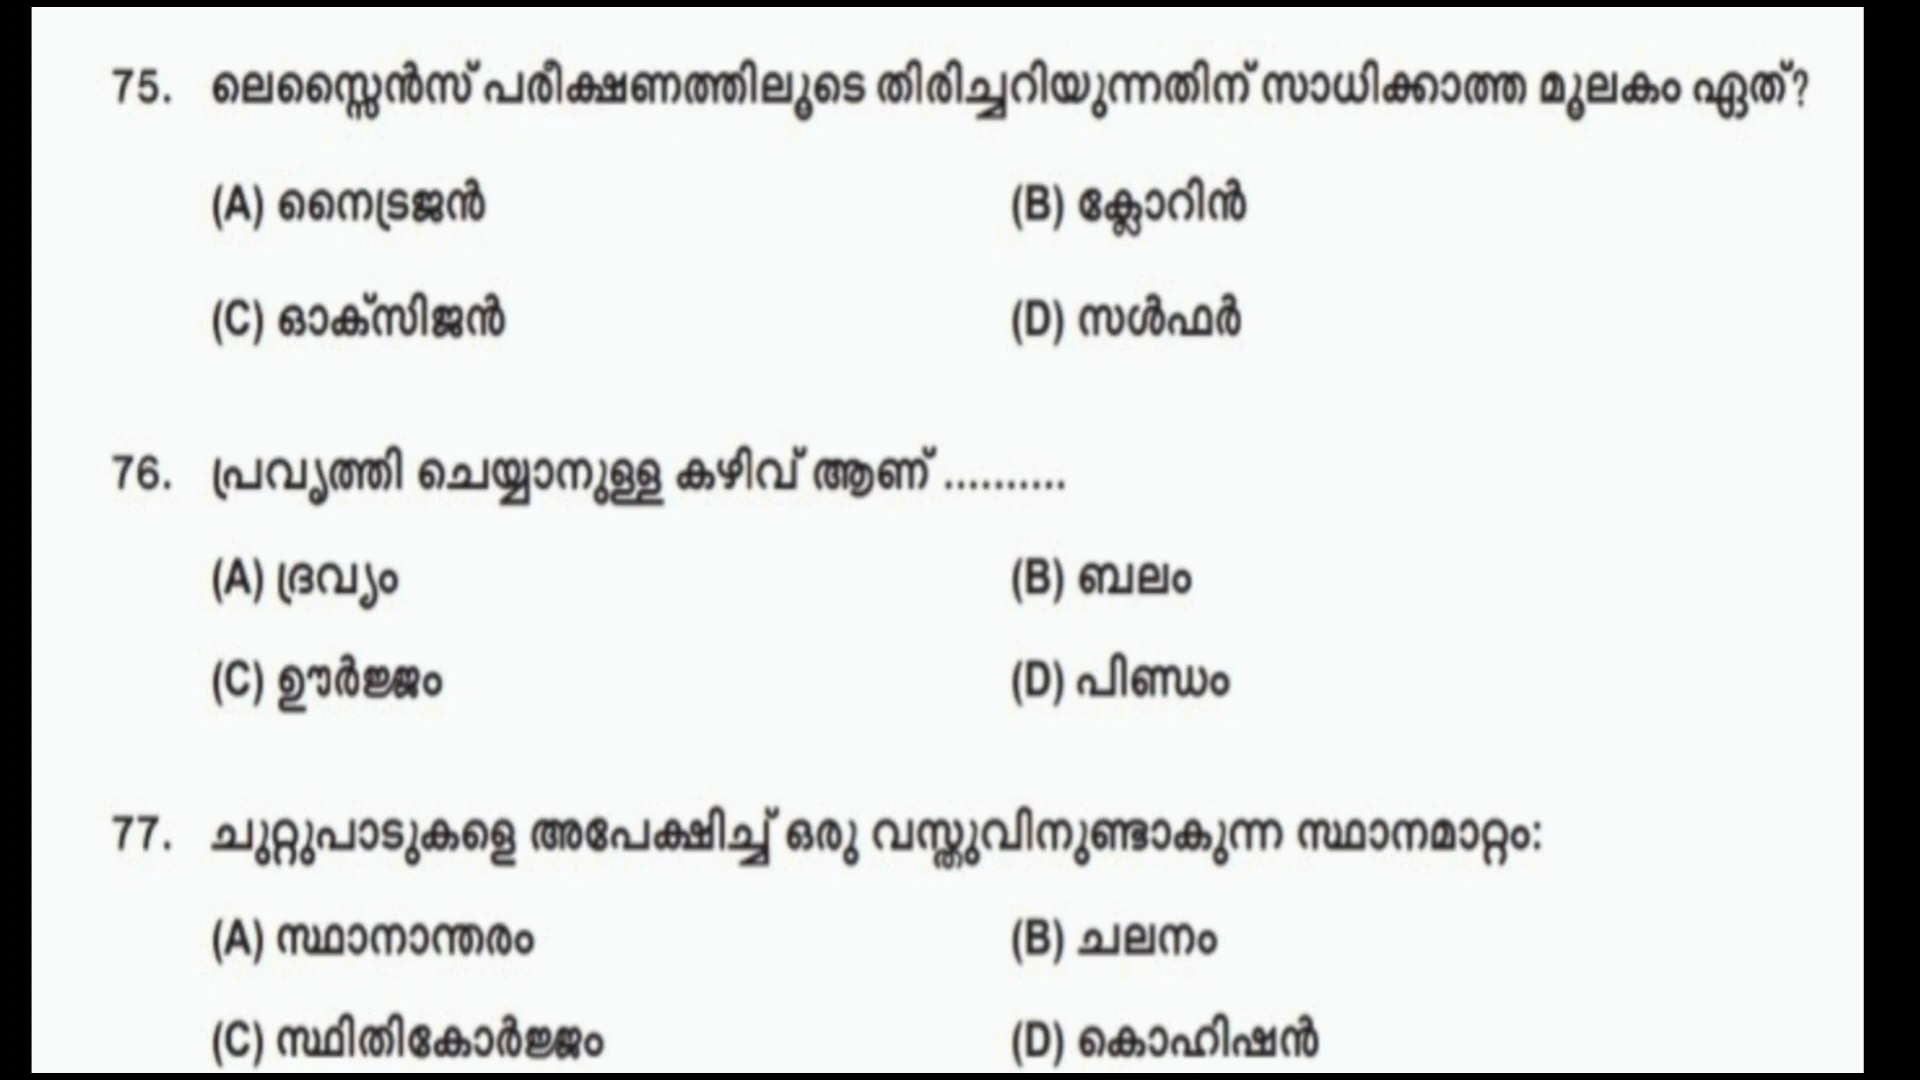 75. ലെസ്സൈൻസ് പരീക്ഷണത്തിലൂടെ തിരിച്ചറിയുന്നതിന് സാധിക്കാത്ത മൂലകം ഏത്?
(A) നൈട്രജൻ (B) ക്ലോറിൻ
(C) ഓക്സിജൻ (D) സൾഫർ
76. പ്രവൃത്തി ചെയ്യാനുള്ള കഴിവ് ആണ് ..........
(A) ദ്രവ്യം (B) ബലം
(C) ഊർജ്ജം (D) പിണ്ഡം
77. ചുറ്റുപാടുകളെ അപേക്ഷിച്ച് ഒരു വസ്തുവിനുണ്ടാകുന്ന സ്ഥാനമാറ്റം:
(A) സ്ഥാനാന്തരം (B) ചലനം
(C) സ്ഥിതികോർജ്ജം (D) കൊഹിഷൻ